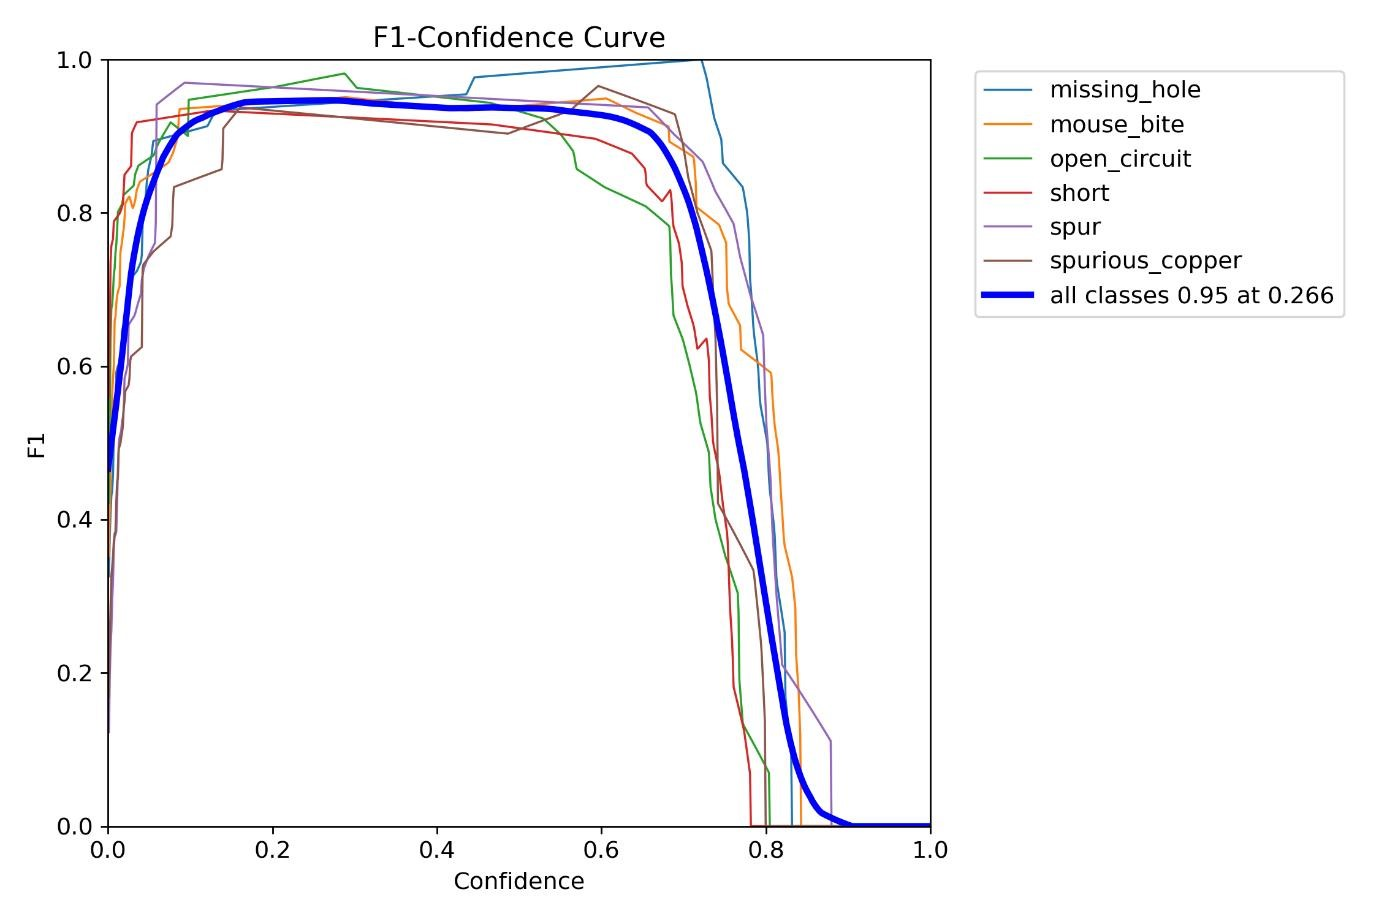 F1-Confidence Curve
1.0
0.8
0.6
0.4
0.2
0.0
F1
0.0 0.2 0.4 0.6 0.8 1.0
Confidence
missing_hole
mouse_bite
open_circuit
short
spur
spurious_copper
all classes 0.95 at 0.266